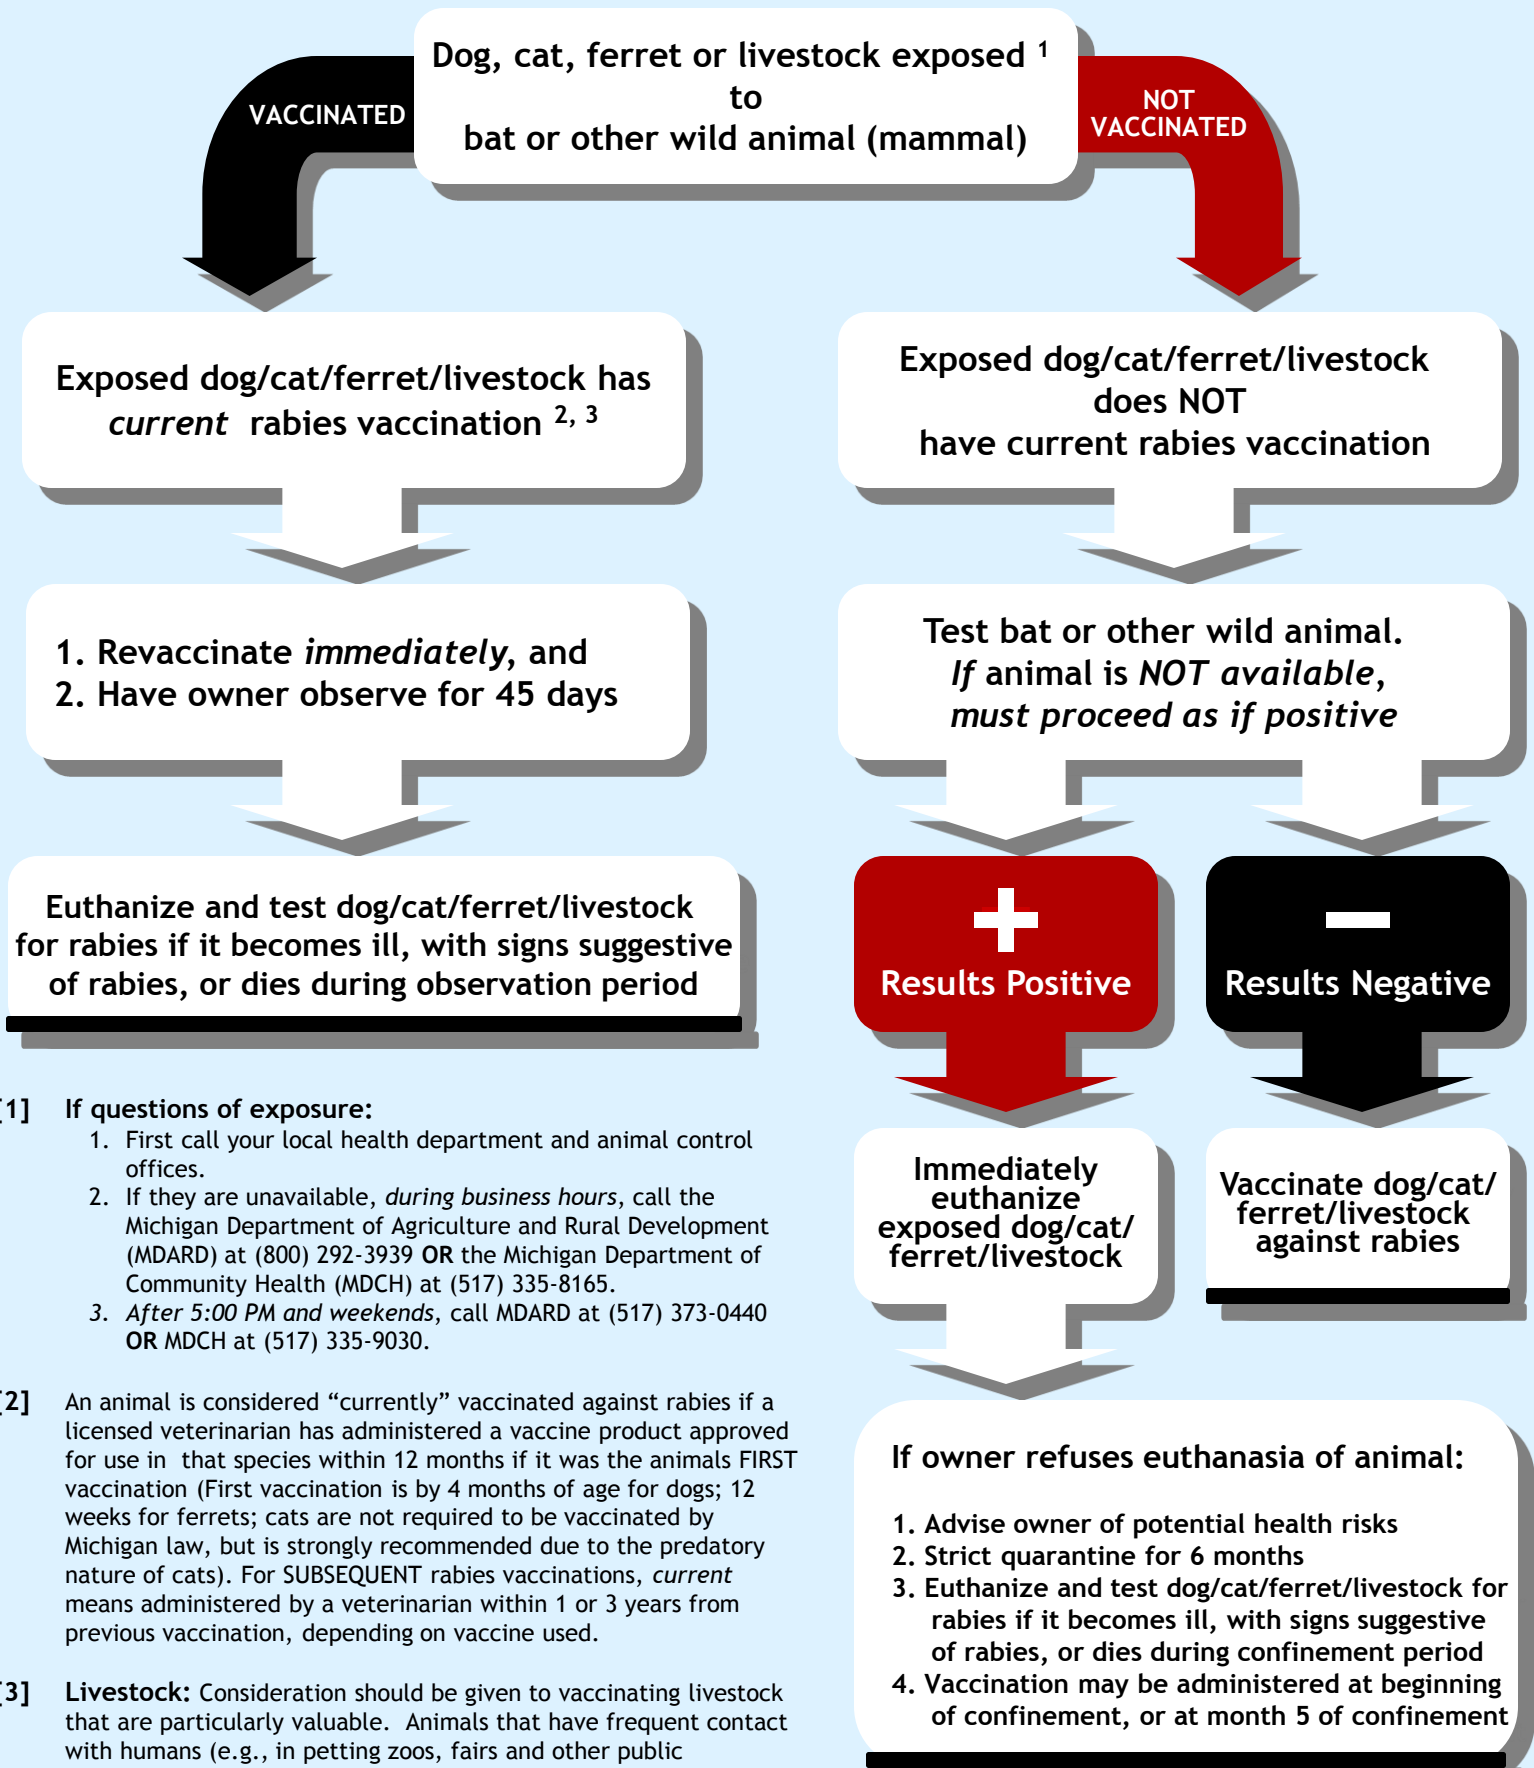 Dog, cat, ferret or livestock exposed 1
to
bat or other wild animal (mammal)
VACCINATED
NOT
VACCINATED
Exposed dog/cat/ferret/livestock has
current rabies vaccination 2, 3
Exposed dog/cat/ferret/livestock
does NOT
have current rabies vaccination
1. Revaccinate immediately, and
2. Have owner observe for 45 days
Test bat or other wild animal.
If animal is NOT available,
must proceed as if positive
Euthanize and test dog/cat/ferret/livestock
for rabies if it becomes ill, with signs suggestive
of rabies, or dies during observation period
+
Results Positive
–
Results Negative
Immediately
euthanize
exposed dog/cat/
ferret/livestock
Vaccinate dog/cat/
ferret/livestock
against rabies
If owner refuses euthanasia of animal:
1. Advise owner of potential health risks
2. Strict quarantine for 6 months
3. Euthanize and test dog/cat/ferret/livestock for
rabies if it becomes ill, with signs suggestive
of rabies, or dies during confinement period
4. Vaccination may be administered at beginning
of confinement, or at month 5 of confinement
[1] If questions of exposure:
1. First call your local health department and animal control
offices.
2. If they are unavailable, during business hours, call the
Michigan Department of Agriculture and Rural Development
(MDARD) at (800) 292-3939 OR the Michigan Department of
Community Health (MDCH) at (517) 335-8165.
3. After 5:00 PM and weekends, call MDARD at (517) 373-0440
OR MDCH at (517) 335-9030.
[2] An animal is considered “currently” vaccinated against rabies if a
licensed veterinarian has administered a vaccine product approved
for use in that species within 12 months if it was the animals FIRST
vaccination (First vaccination is by 4 months of age for dogs; 12
weeks for ferrets; cats are not required to be vaccinated by
Michigan law, but is strongly recommended due to the predatory
nature of cats). For SUBSEQUENT rabies vaccinations, current
means administered by a veterinarian within 1 or 3 years from
previous vaccination, depending on vaccine used.
[3] Livestock: Consideration should be given to vaccinating livestock
that are particularly valuable. Animals that have frequent contact
with humans (e.g., in petting zoos, fairs and other public